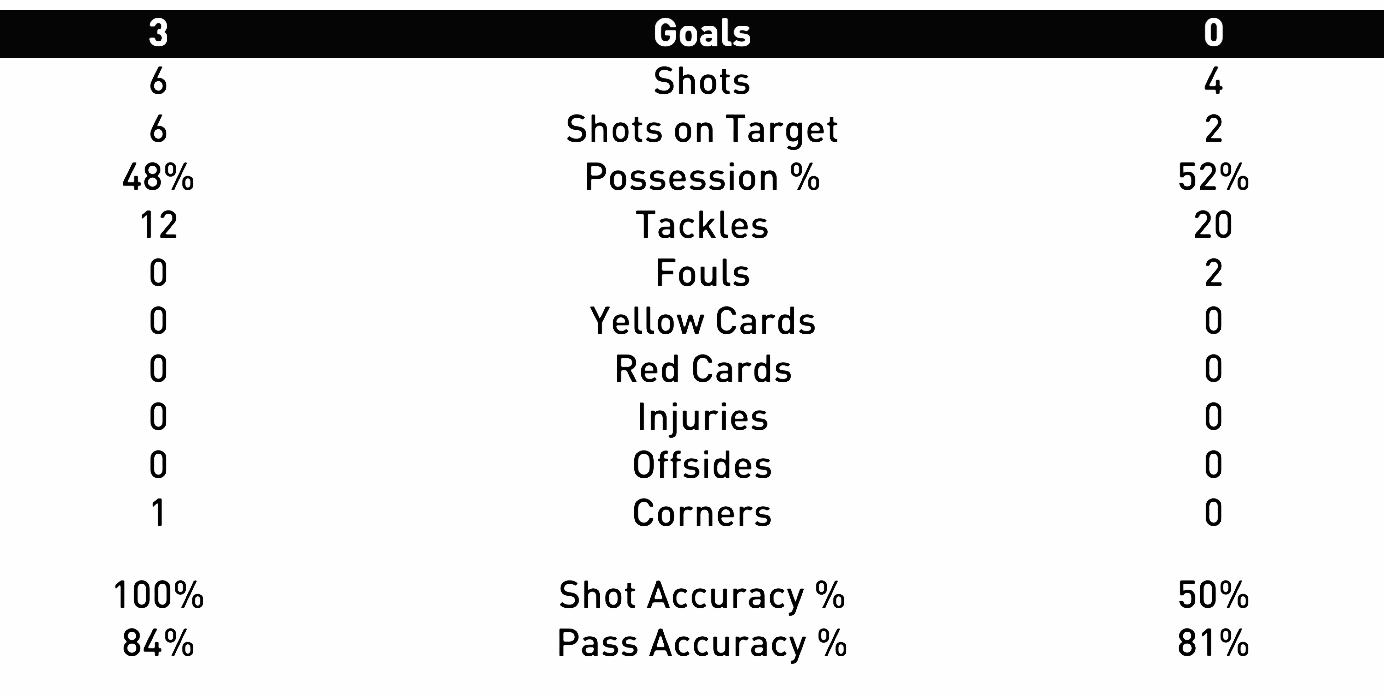 3 Goals 0
6 Shots 4
6 Shots on Target 2
48% Possession % 52%
12 Tackles 20
0 Fouls 2
0 Yellow Cards 0
0 Red Cards 0
0 Injuries 0
0 Offsides 0
1 Corners 0
100% Shot Accuracy % 50%
84% Pass Accuracy % 81%